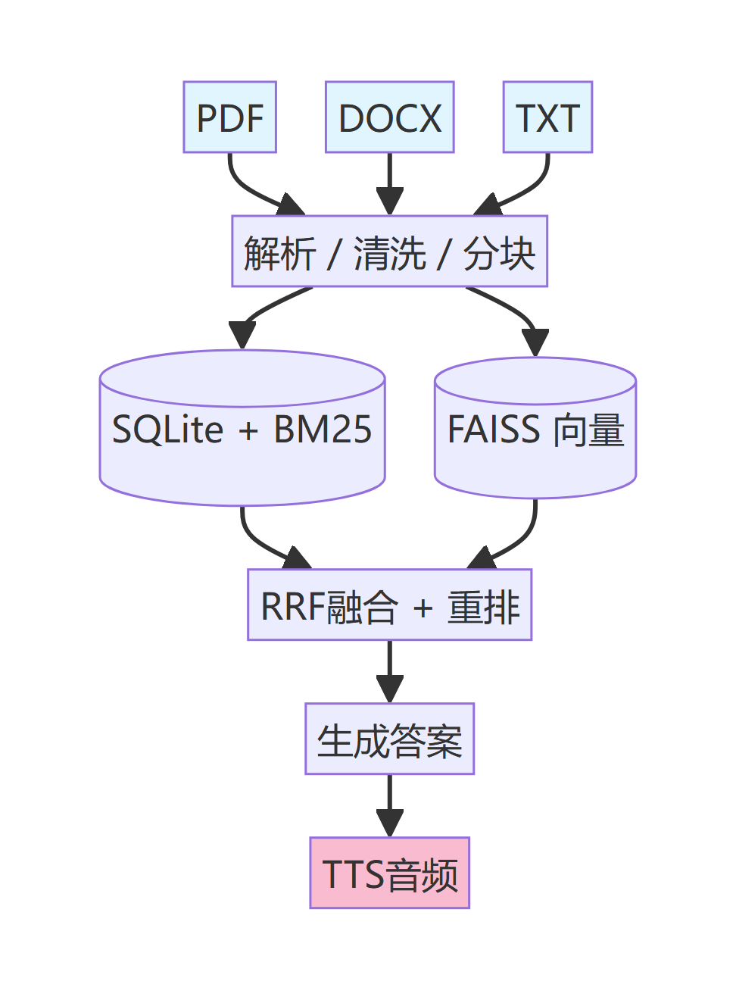 PDF
DOCX
TXT
解析 / 清洗 / 分块
SQLite + BM25
FAISS 向量
RRF融合 + 重排
生成答案
TTS音频